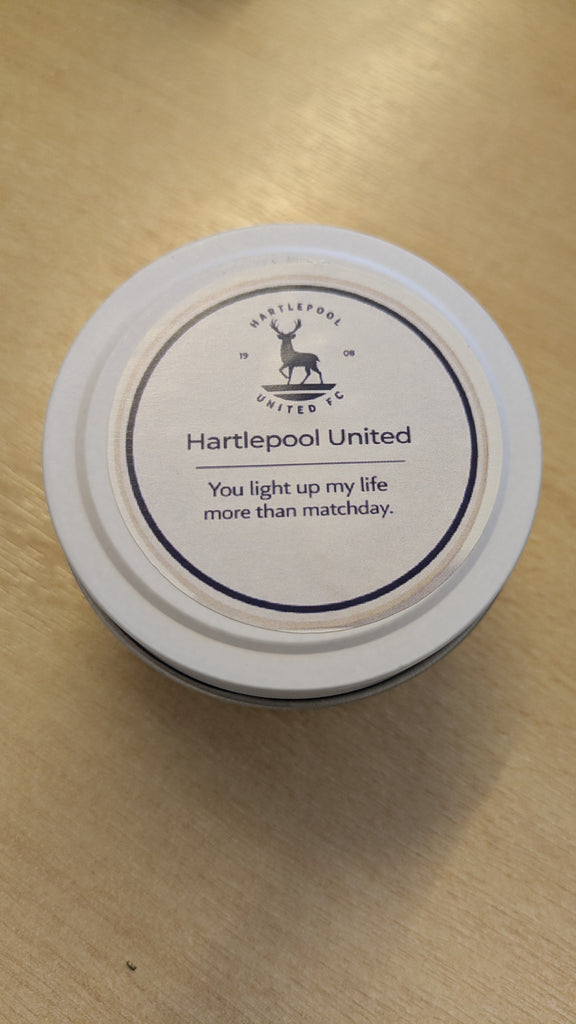 HARTLEPOOL
19 08
UNITED FC
Hartlepool United
You light up my life
more than matchday.